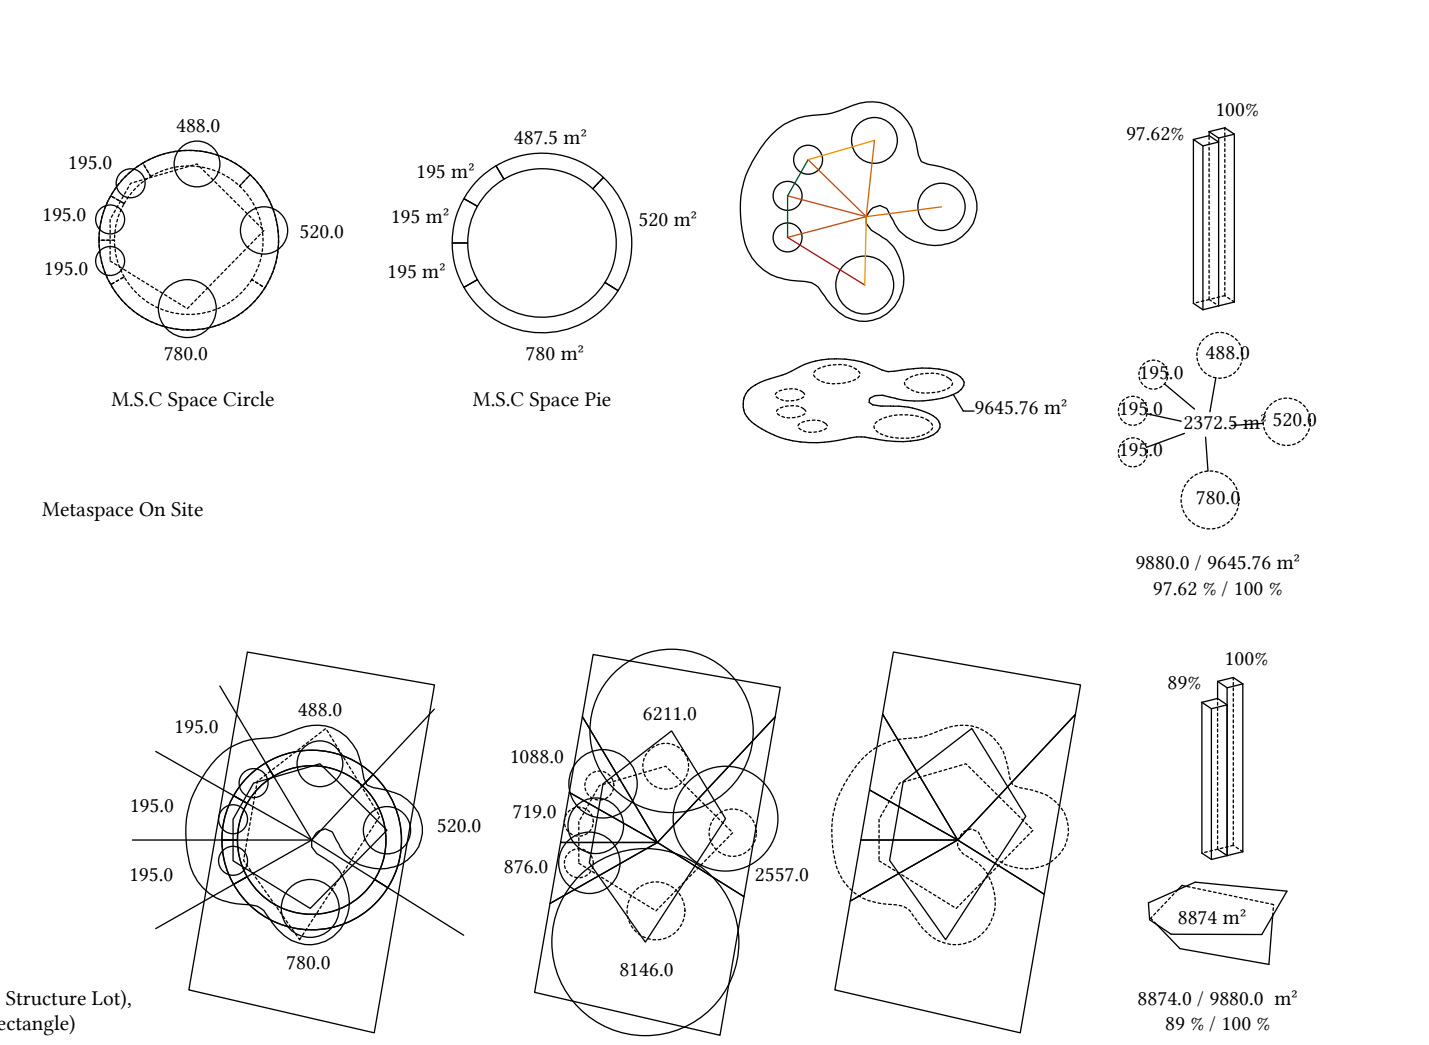 488.0
195.0
195.0
195.0
520.0
780.0
M.S.C Space Circle
487.5 m²
195 m²
195 m²
195 m²
520 m²
780 m²
M.S.C Space Pie
9645.76 m²
100%
97.62%
488.0
195.0
195.0
195.0
2372.5 m²
520.0
780.0
9880.0 / 9645.76 m²
97.62 % / 100 %
Metaspace On Site
488.0
195.0
195.0
195.0
520.0
780.0
6211.0
1088.0
719.0
876.0
2557.0
8146.0
100%
89%
8874 m²
8874.0 / 9880.0 m²
89 % / 100 %
Structure Lot),
ectangle)